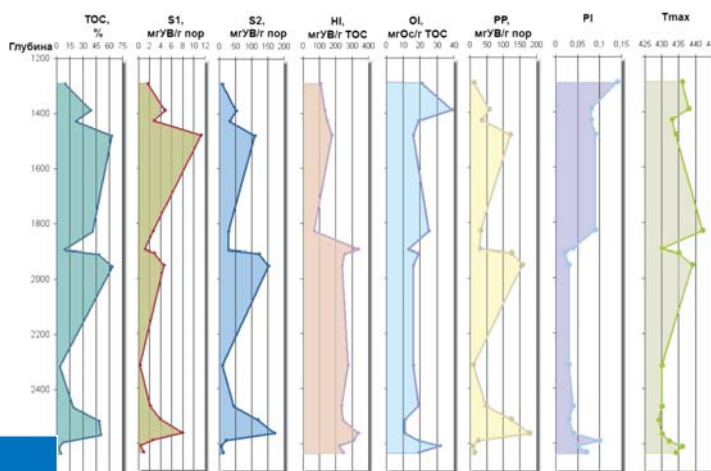 TOC, %
S1, мгУВ/г пор
S2, мгУВ/г пор
HI, мгУВ/г TOC
OI, мгОс/г TOC
PP, мгУВ/г пор
PI
Tmax
Глубина
0 15 30 45 60 75
0 2 4 6 8 10 12
0 50 100 150 200
0 100 200 300 400
0 10 20 30 40
0 50 100 150 200
0 0,05 0,1 0,15
425 430 435 440 445
1200
1400
1600
1800
2000
2200
2400